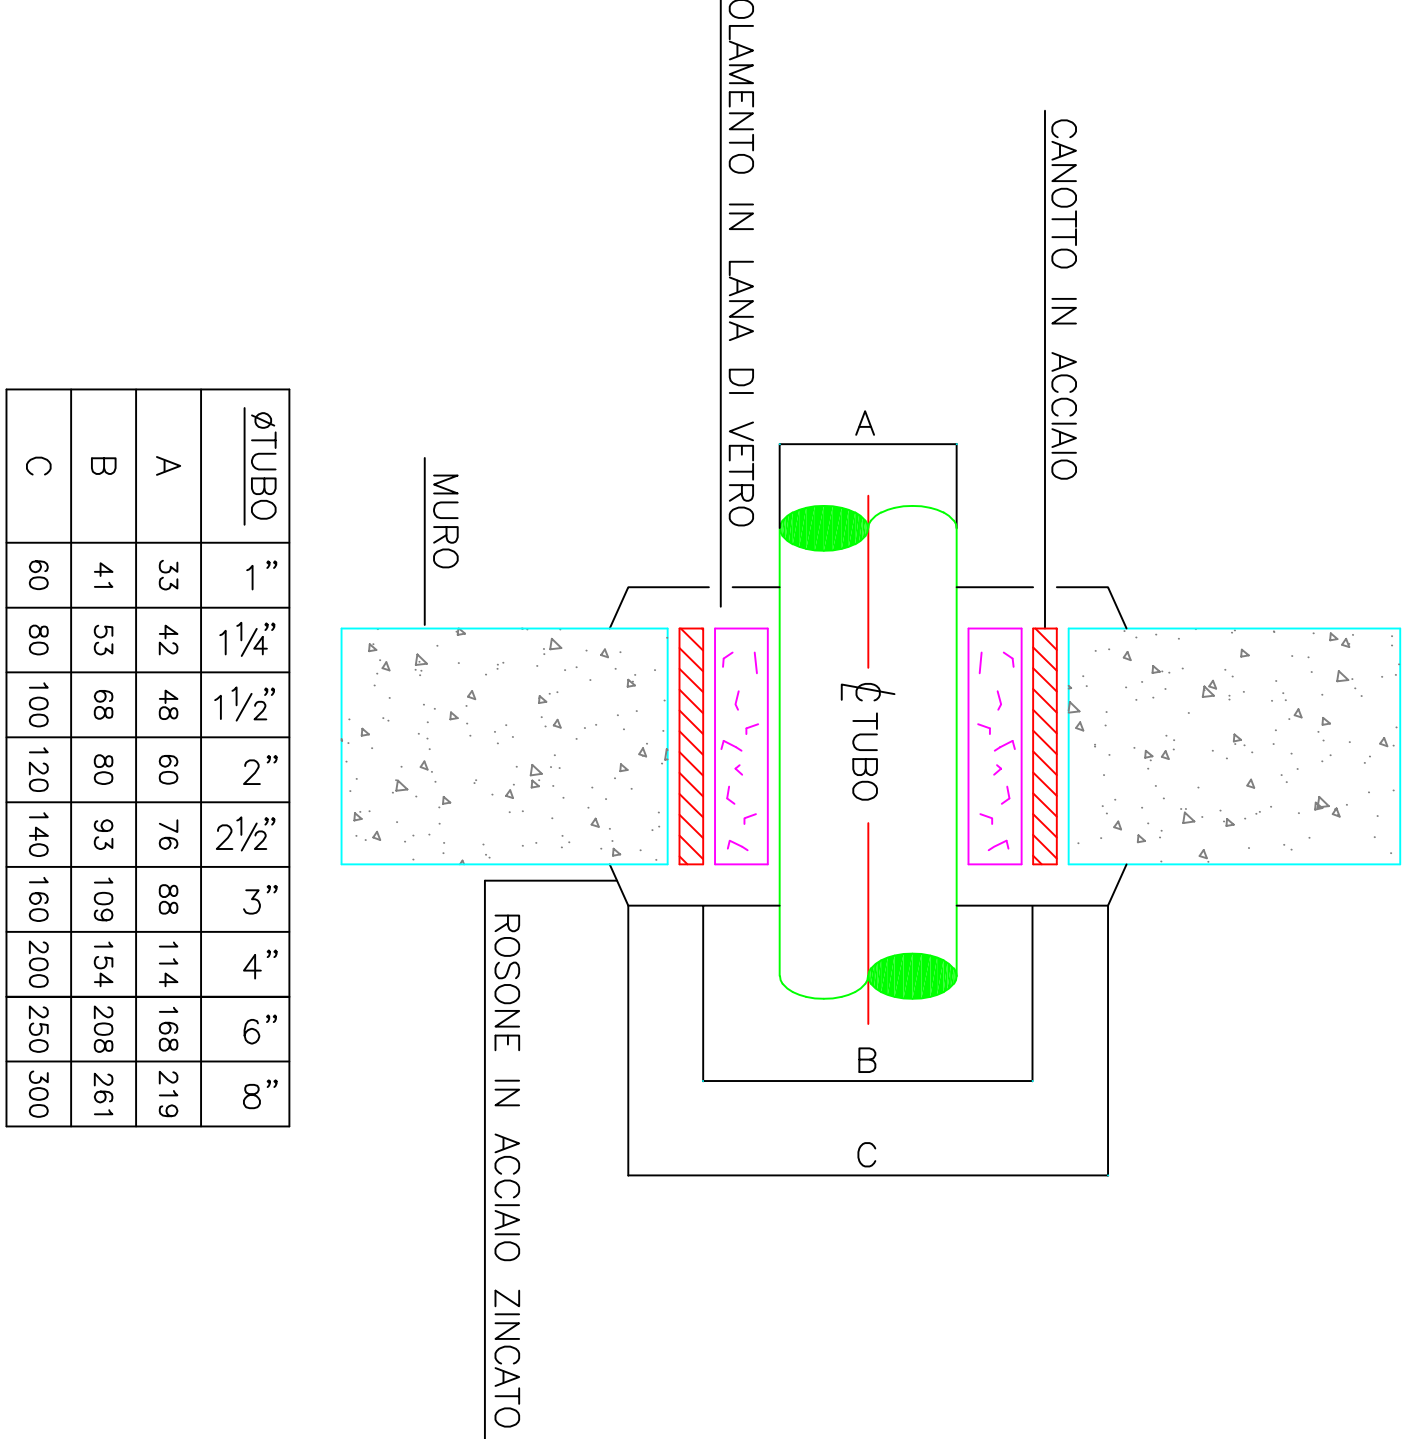 CANOTTO IN ACCIAIO
OLAMENTO IN LANA DI VETRO
A
℄ TUBO
B
C
MURO
ROSONE IN ACCIAIO ZINCATO
øTUBO 1" 1¼" 1½" 2" 2½" 3" 4" 6" 8"
A 33 42 48 60 76 88 114 168 219
B 41 53 68 80 93 109 154 208 261
C 60 80 100 120 140 160 200 250 300